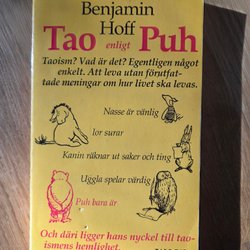 Benjamin
Hoff
Tao enligt Puh
Taoism? Vad är det? Egentligen något
enkelt. Att leva utan förutfat-
tade meningar om hur livet ska levas.
Nasse är vänlig
Ior surar
Kanin räknar ut saker och ting
Uggla spelar värdig
Puh bara är
Och däri ligger hans nyckel till tao-
ismens hemlighet.